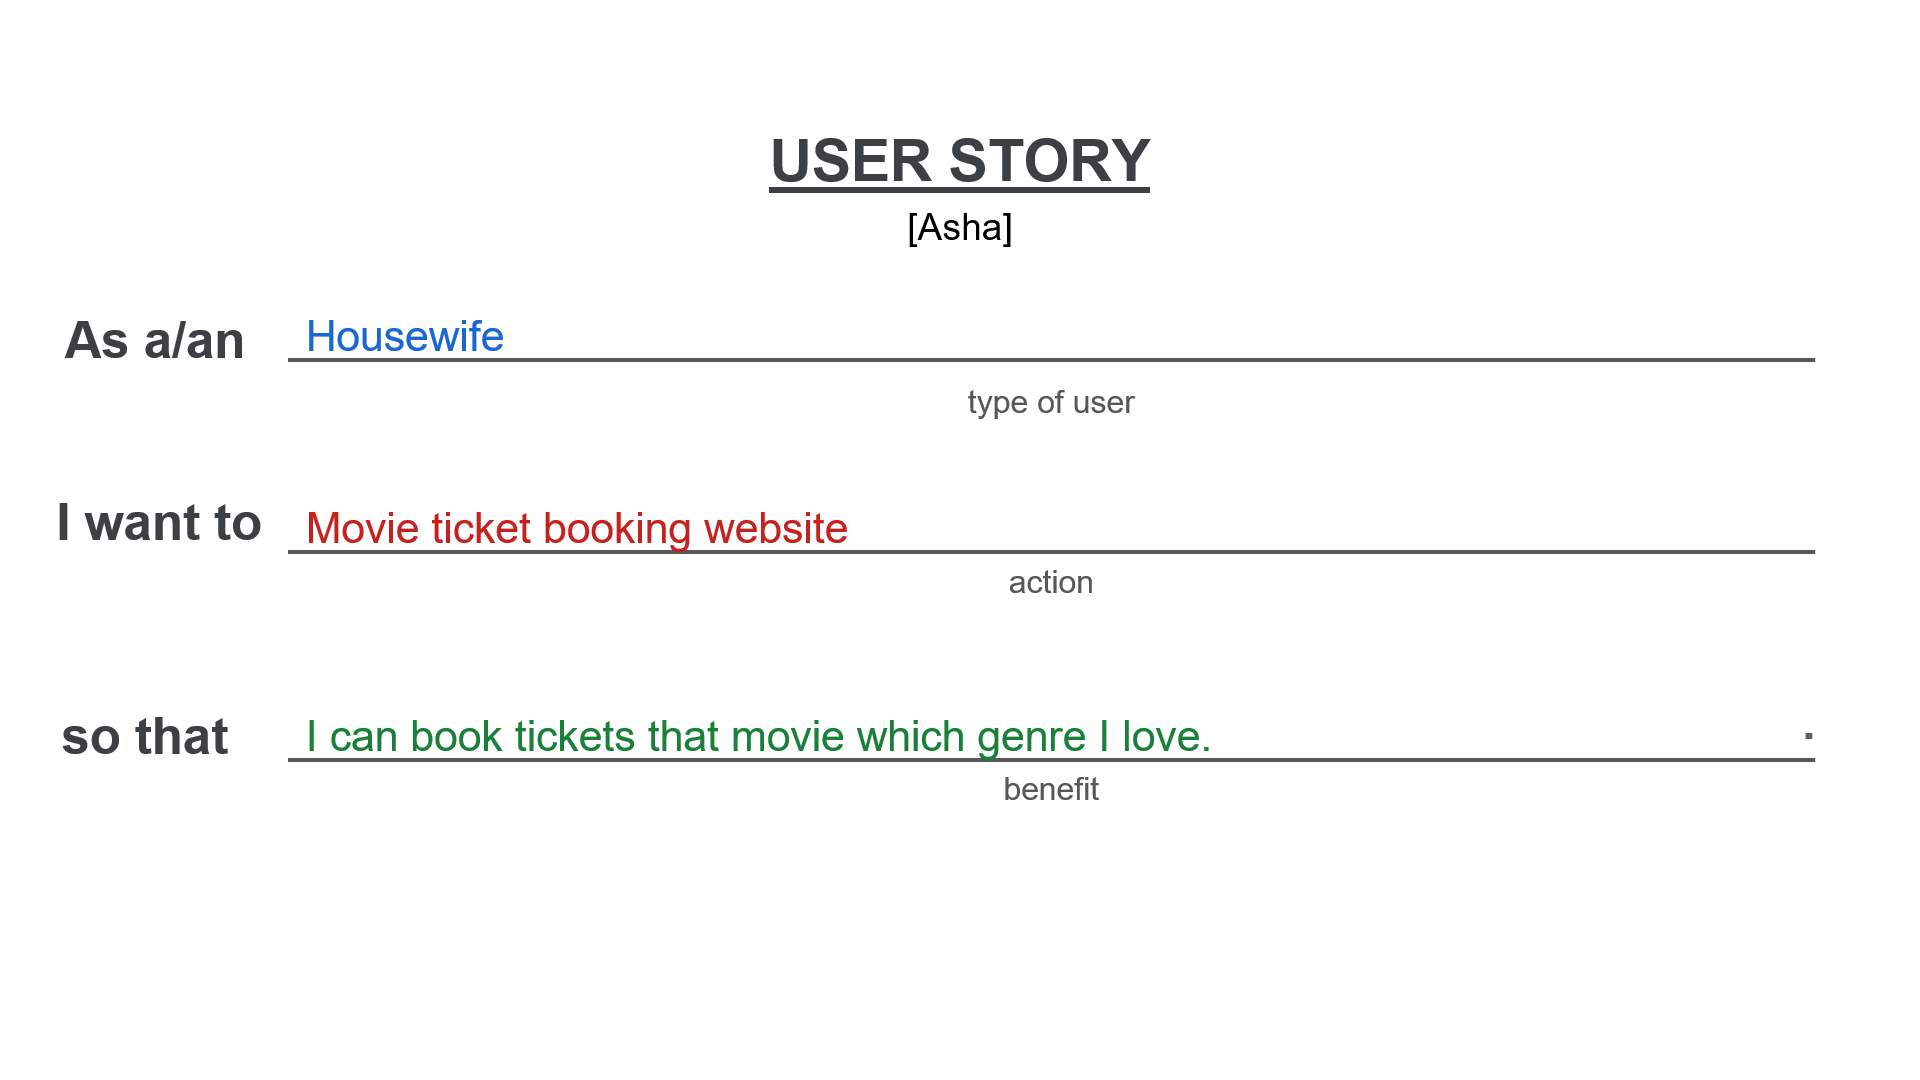 USER STORY
[Asha]
As a/an Housewife
type of user
I want to Movie ticket booking website
action
so that I can book tickets that movie which genre I love. .
benefit